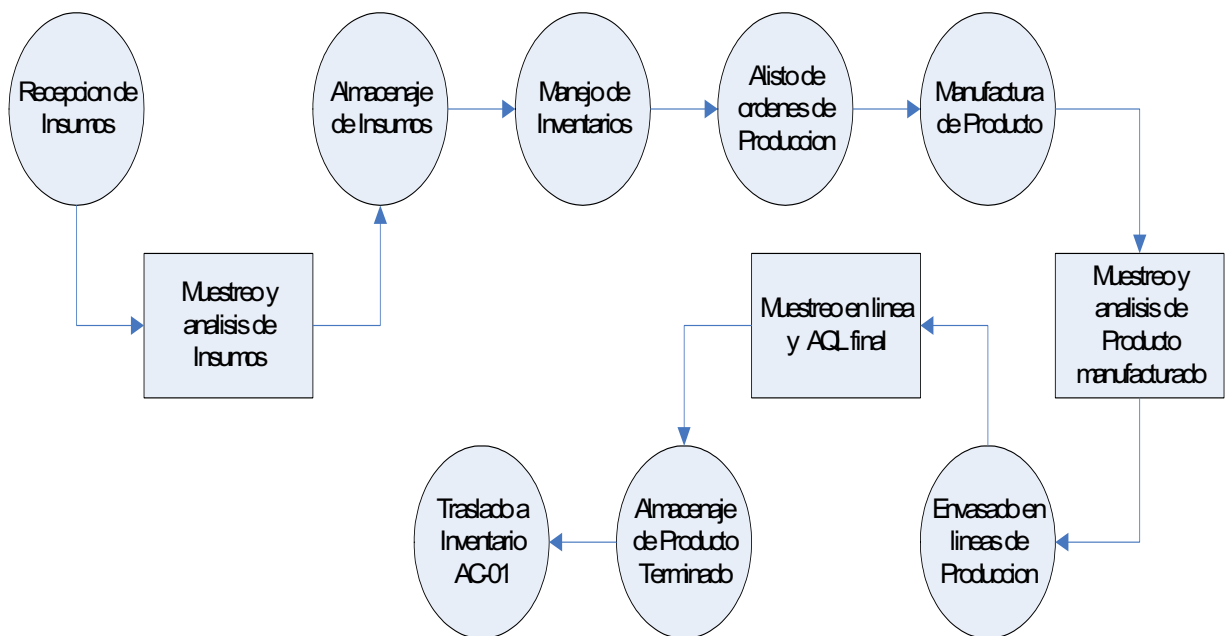 Recepcion de
Insumos
Almacenaje
de Insumos
Manejo de
Inventarios
Alisto de
ordenes de
Produccion
Manufactura
de Producto
Muestreo y
analisis de
Insumos
Muestreo en linea
y AQL final
Muestreo y
analisis de
Producto
manufacturado
Traslado a
Inventario
AC-01
Almacenaje
de Producto
Terminado
Envasado en
lineas de
Produccion